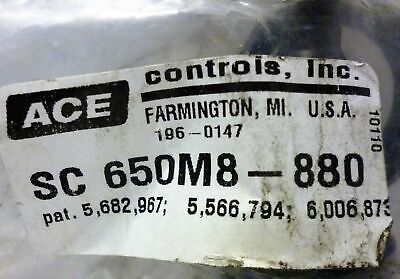 ACE controls, Inc.
FARMINGTON, MI. U.S.A.
196-0147
10110
SC 650M8-880
pat. 5,682,967; 5,566,794; 6,006,873